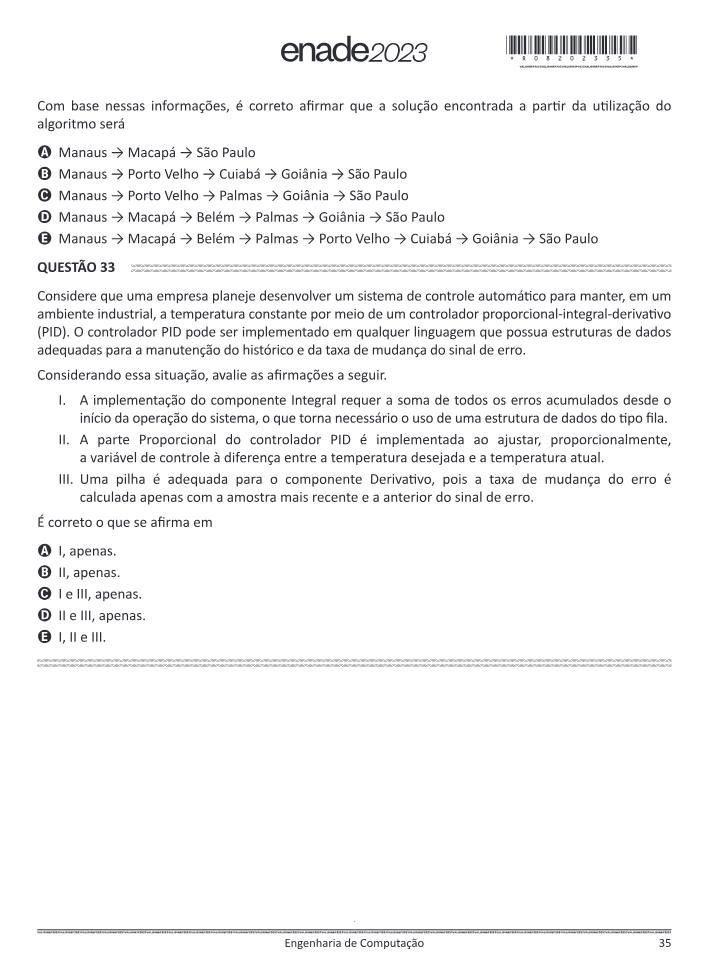 enade2023
*R0820233 5*
Com base nessas informações, é correto afirmar que a solução encontrada a partir da utilização do
algoritmo será
A Manaus → Macapá → São Paulo
B Manaus → Porto Velho → Cuiabá → Goiânia → São Paulo
C Manaus → Porto Velho → Palmas → Goiânia → São Paulo
D Manaus → Macapá → Belém → Palmas → Goiânia → São Paulo
E Manaus → Macapá → Belém → Palmas → Porto Velho → Cuiabá → Goiânia → São Paulo
QUESTÃO 33
Considere que uma empresa planeje desenvolver um sistema de controle automático para manter, em um
ambiente industrial, a temperatura constante por meio de um controlador proporcional-integral-derivativo
(PID). O controlador PID pode ser implementado em qualquer linguagem que possua estruturas de dados
adequadas para a manutenção do histórico e da taxa de mudança do sinal de erro.
Considerando essa situação, avalie as afirmações a seguir.
I. A implementação do componente Integral requer a soma de todos os erros acumulados desde o
início da operação do sistema, o que torna necessário o uso de uma estrutura de dados do tipo fila.
II. A parte Proporcional do controlador PID é implementada ao ajustar, proporcionalmente,
a variável de controle à diferença entre a temperatura desejada e a temperatura atual.
III. Uma pilha é adequada para o componente Derivativo, pois a taxa de mudança do erro é
calculada apenas com a amostra mais recente e a anterior do sinal de erro.
É correto o que se afirma em
A I, apenas.
B II, apenas.
C I e III, apenas.
D II e III, apenas.
E I, II e III.
Engenharia de Computação
35